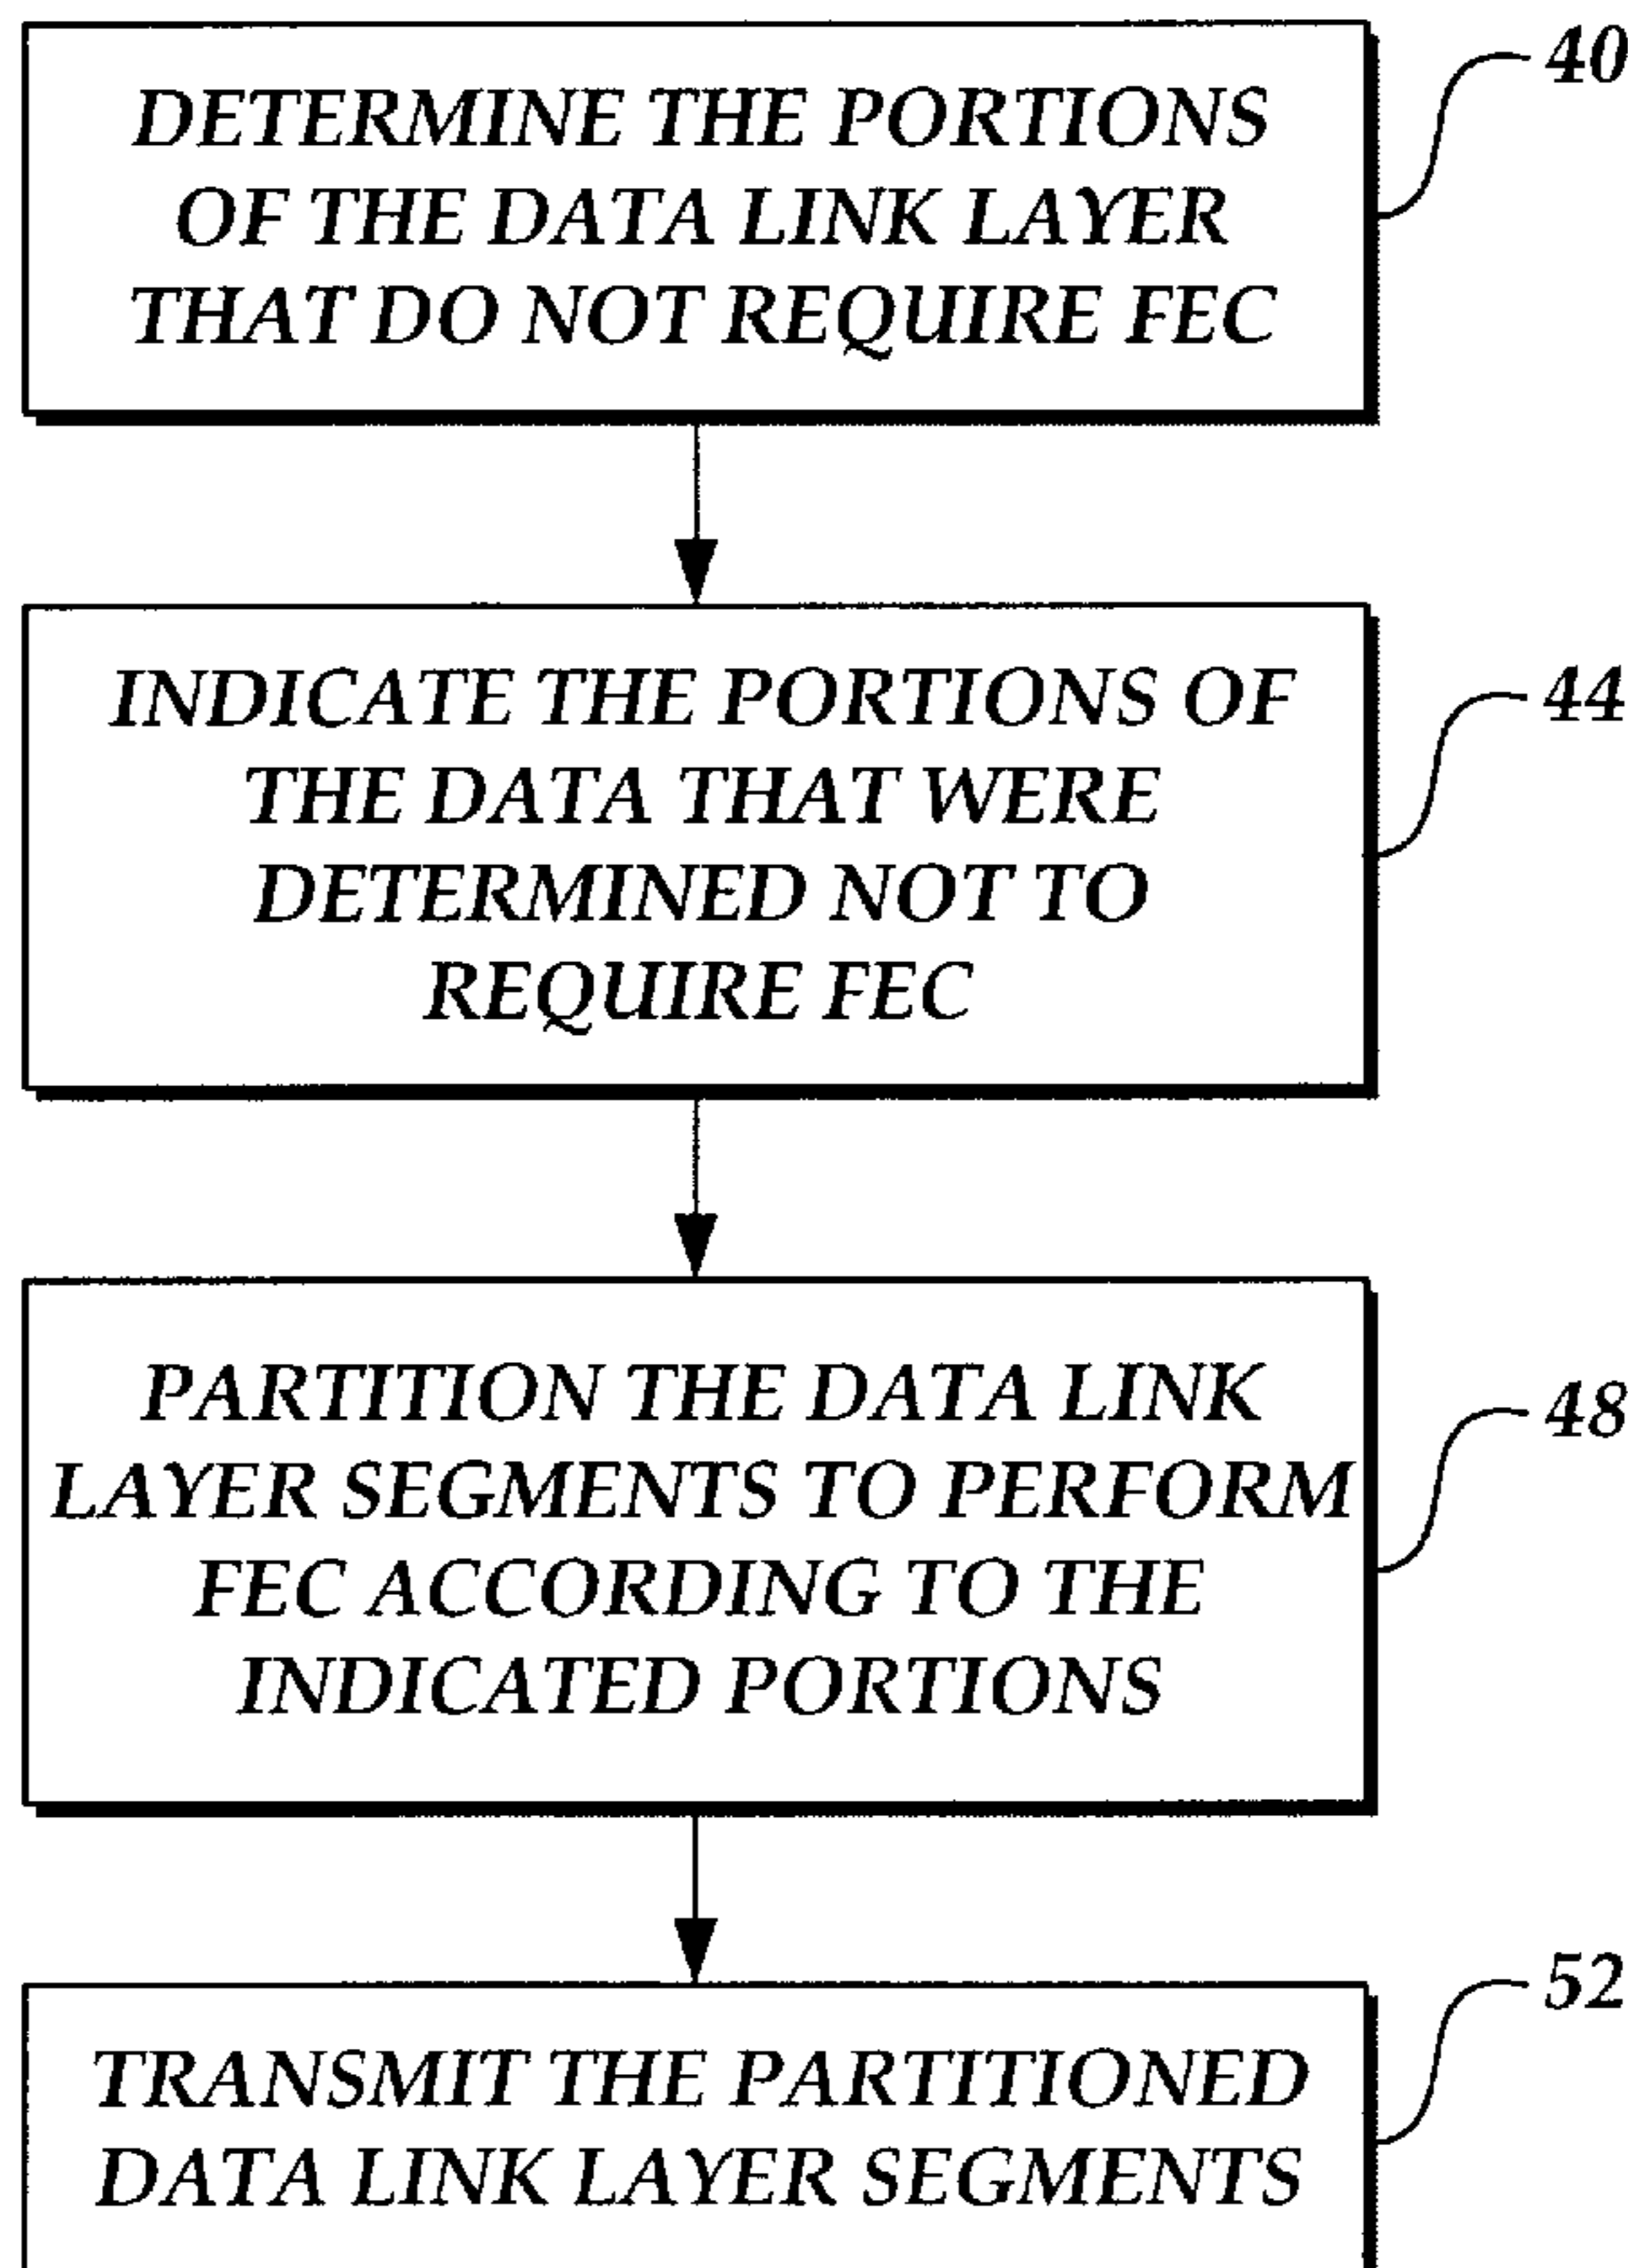 DETERMINE THE PORTIONS
OF THE DATA LINK LAYER
THAT DO NOT REQUIRE FEC
40
INDICATE THE PORTIONS OF
THE DATA THAT WERE
DETERMINED NOT TO
REQUIRE FEC
44
PARTITION THE DATA LINK
LAYER SEGMENTS TO PERFORM
FEC ACCORDING TO THE
INDICATED PORTIONS
48
TRANSMIT THE PARTITIONED
DATA LINK LAYER SEGMENTS
52